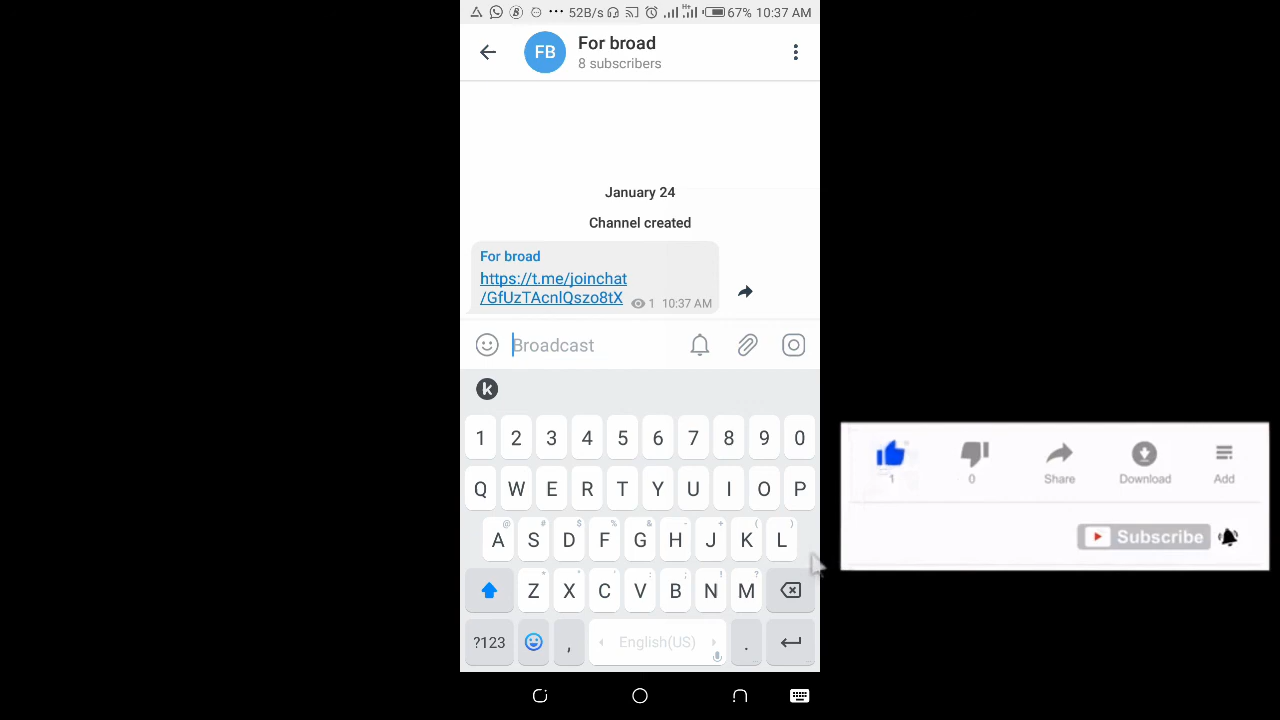 52B/s 67% 10:37 AM
FB
For broad
8 subscribers
January 24
Channel created
For broad
https://t.me/joinchat
/GfUzTAcnlQszo8tX 1 10:37 AM
Broadcast
k
1 2 3 4 5 6 7 8 9 0
Q W E R T Y U I O P
@ # $ % & - + ( )
A S D F G H J K L
* " ' : ; ! ?
Z X C V B N M
?123 , English(US) .
1 0 Share Download Add
Subscribe